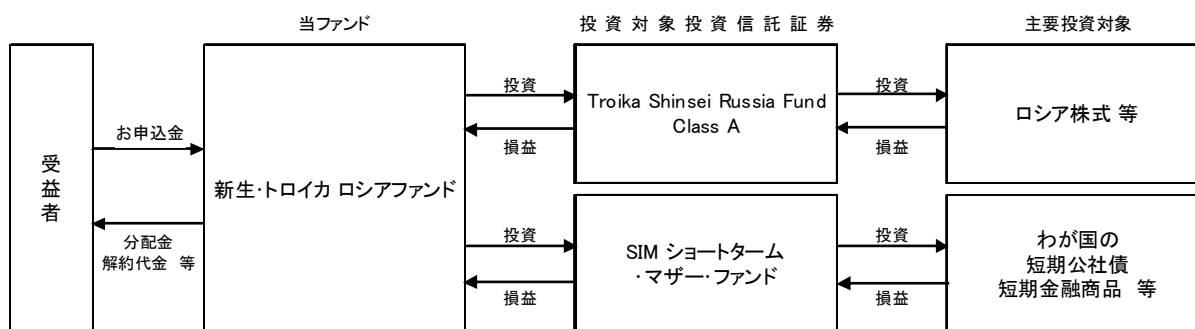 当ファンド
投資対象投資信託証券
主要投資対象
受益者
お申込金
分配金
解約代金 等
新生・トロイカ ロシアファンド
投資
損益
Troika Shinsei Russia Fund
Class A
投資
損益
ロシア株式 等
投資
損益
SIM ショートターム
・マザー・ファンド
投資
損益
わが国の
短期公社債
短期金融商品 等